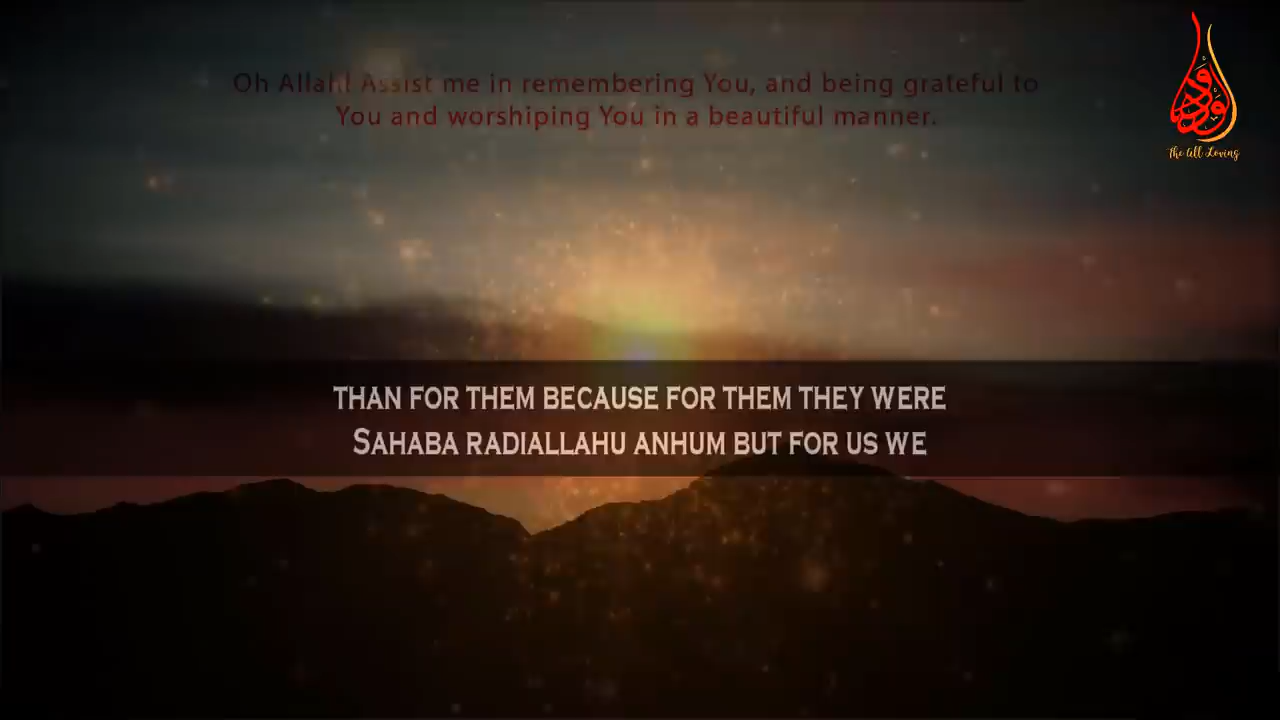 Oh Allah! Assist me in remembering You, and being grateful to
You and worshiping You in a beautiful manner.
The All Loving
THAN FOR THEM BECAUSE FOR THEM THEY WERE
SAHABA RADIALLAHU ANHUM BUT FOR US WE